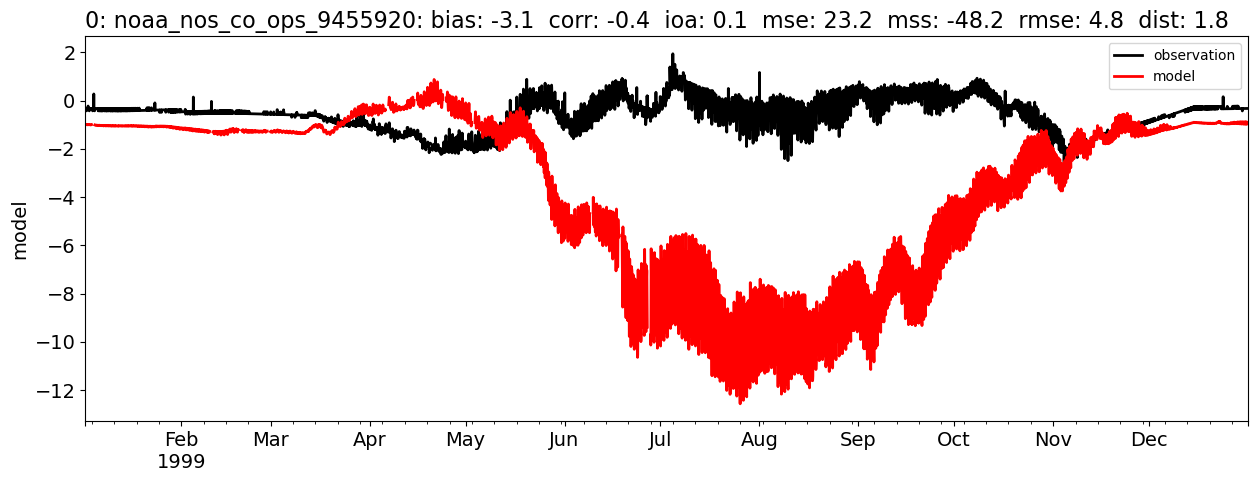 0: noaa_nos_co_ops_9455920: bias: -3.1  corr: -0.4  ioa: 0.1  mse: 23.2  mss: -48.2  rmse: 4.8  dist: 1.8
observation
model
2
0
−2
−4
−6
−8
−10
−12
model
Feb Mar Apr May Jun Jul Aug Sep Oct Nov Dec
1999